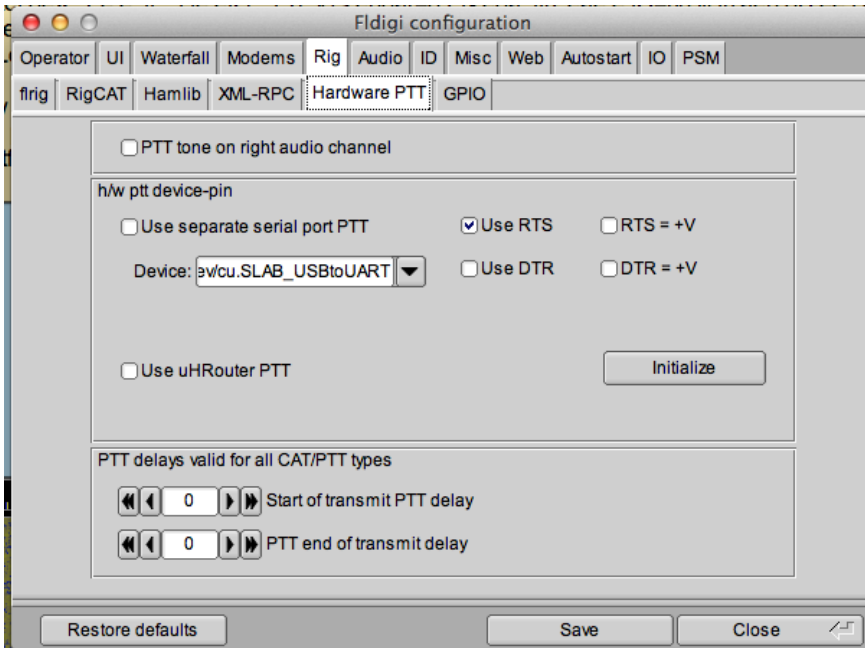 Fldigi configuration
Operator UI Waterfall Modems Rig Audio ID Misc Web Autostart IO PSM
flrig RigCAT Hamlib XML-RPC Hardware PTT GPIO
PTT tone on right audio channel
h/w ptt device-pin
Use separate serial port PTT Use RTS RTS = +V
Device: ev/cu.SLAB_USBtoUART Use DTR DTR = +V
Use uHRouter PTT Initialize
PTT delays valid for all CAT/PTT types
0 Start of transmit PTT delay
0 PTT end of transmit delay
Restore defaults Save Close